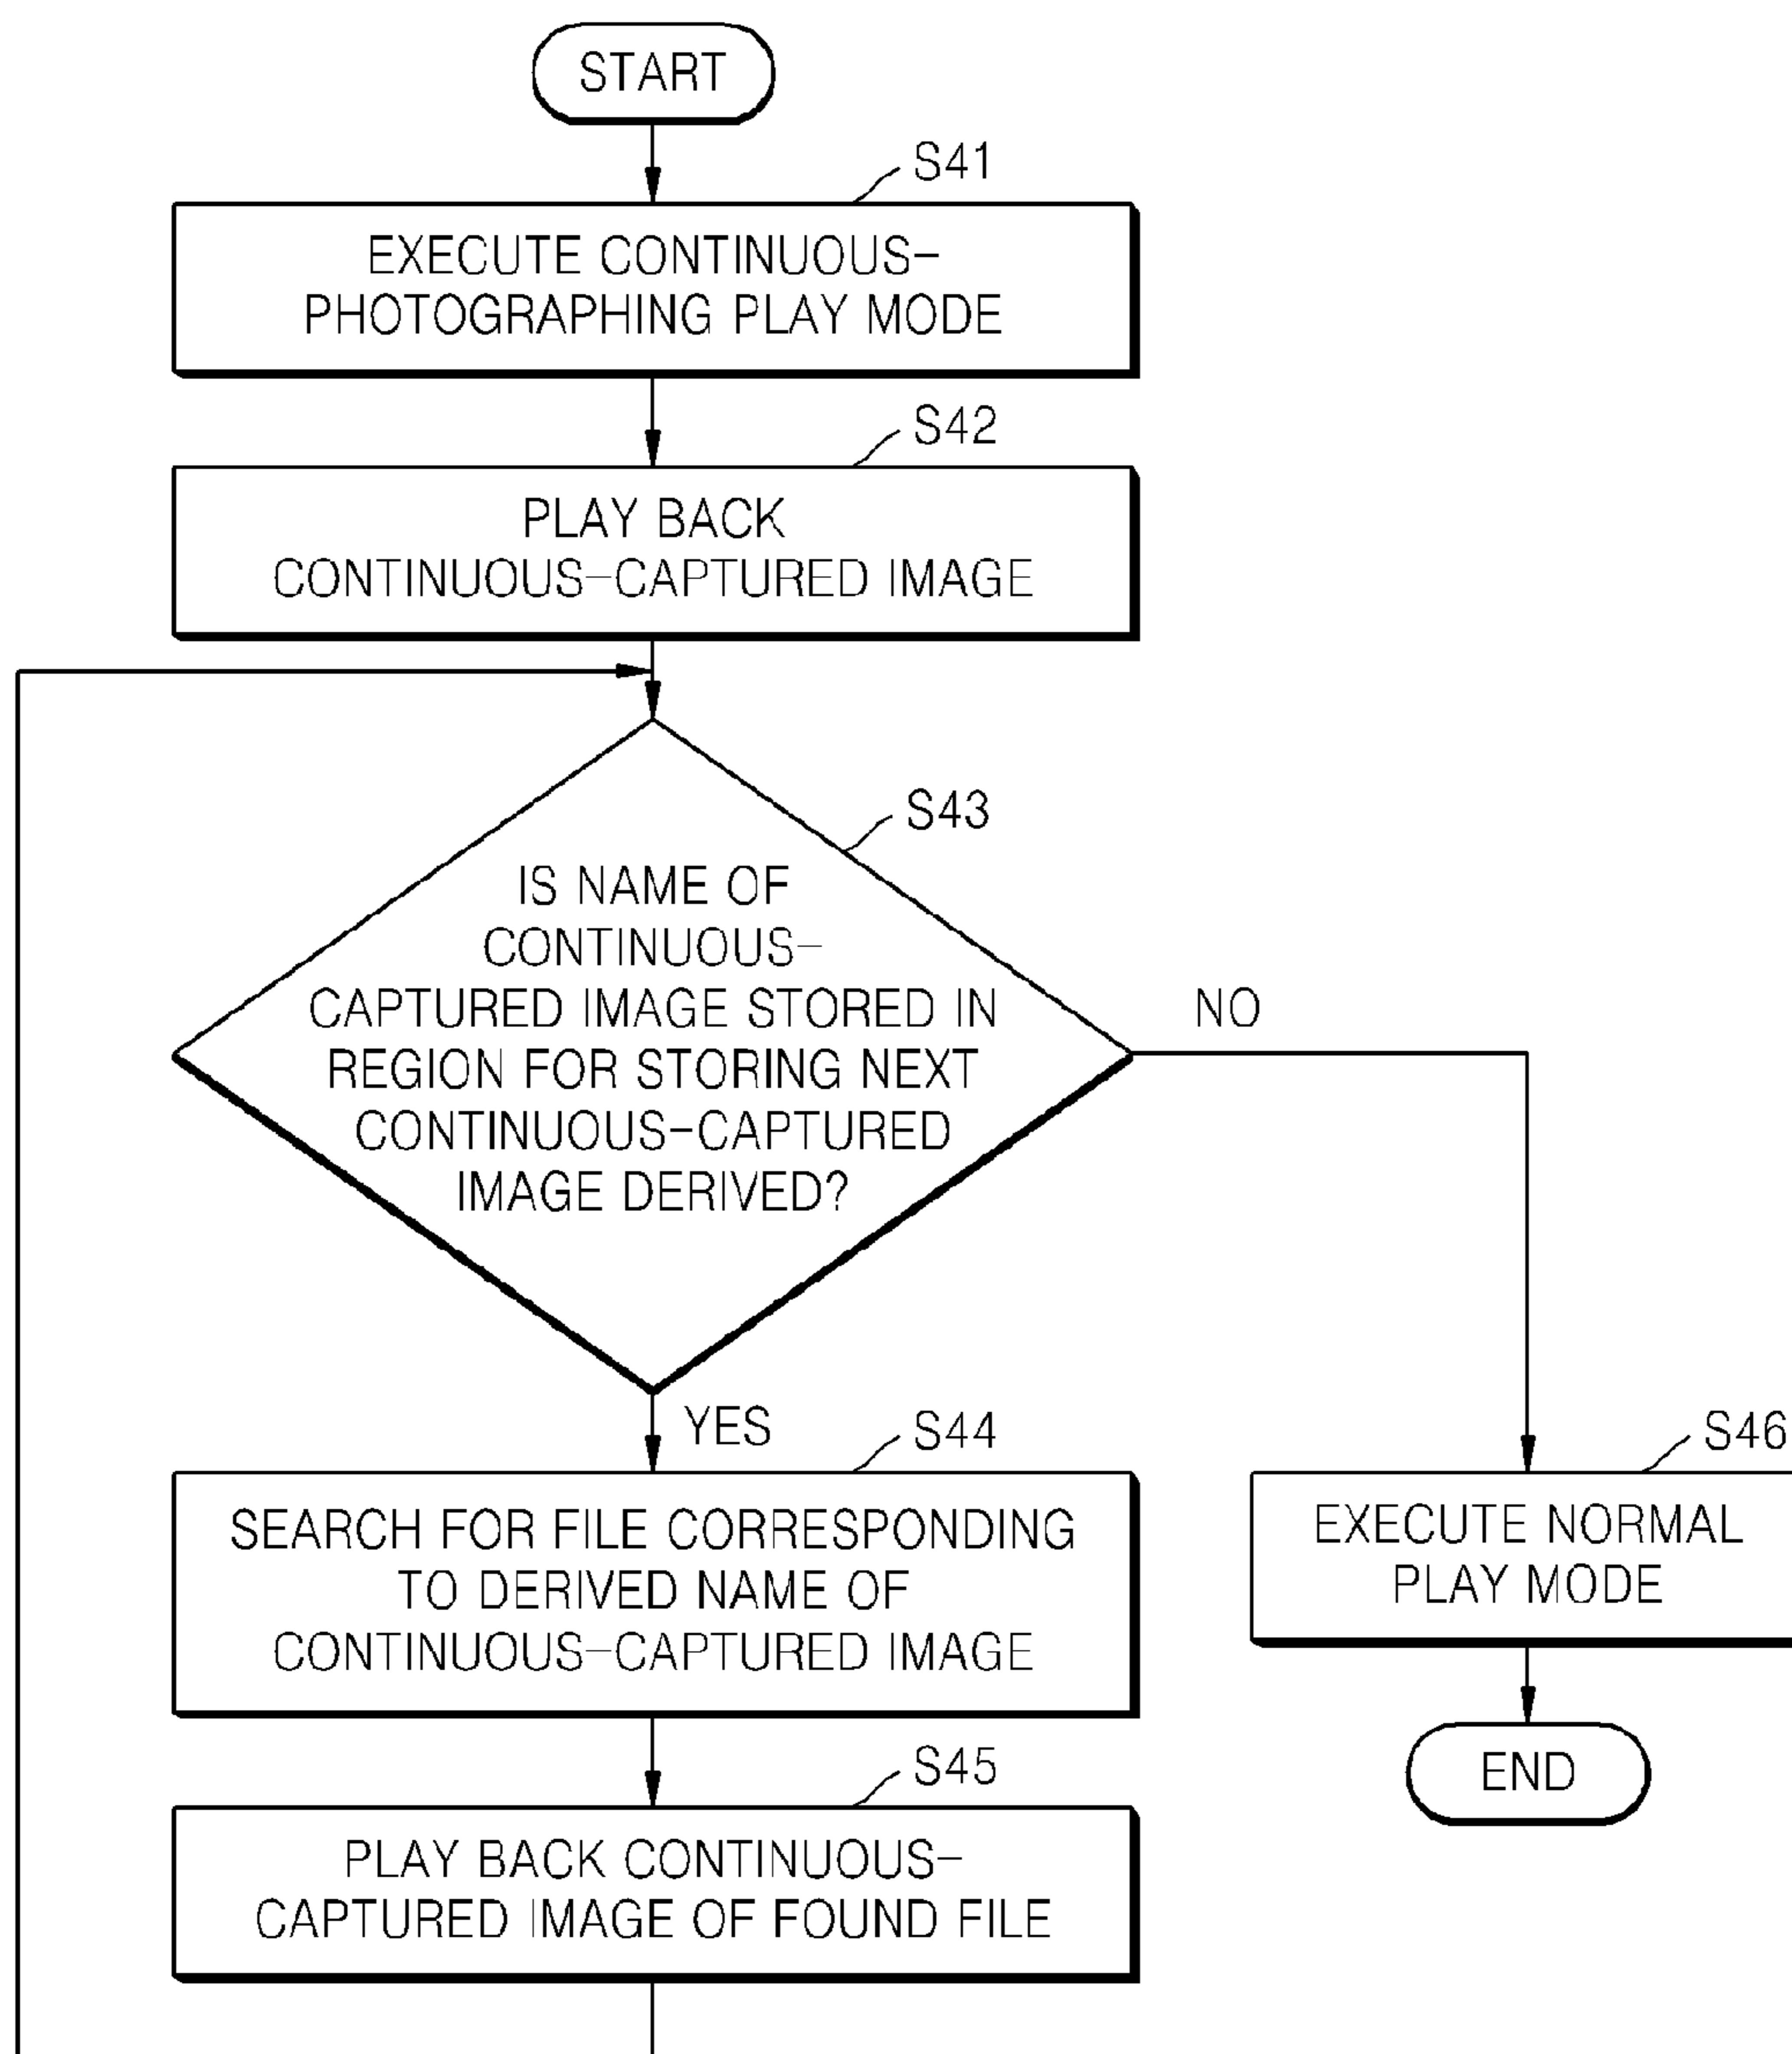 START
S41
EXECUTE CONTINUOUS-
PHOTOGRAPHING PLAY MODE
S42
PLAY BACK
CONTINUOUS-CAPTURED IMAGE
S43
IS NAME OF
CONTINUOUS-
CAPTURED IMAGE STORED IN
REGION FOR STORING NEXT
CONTINUOUS-CAPTURED
IMAGE DERIVED?
NO
YES
S44
SEARCH FOR FILE CORRESPONDING
TO DERIVED NAME OF
CONTINUOUS-CAPTURED IMAGE
S46
EXECUTE NORMAL
PLAY MODE
S45
PLAY BACK CONTINUOUS-
CAPTURED IMAGE OF FOUND FILE
END